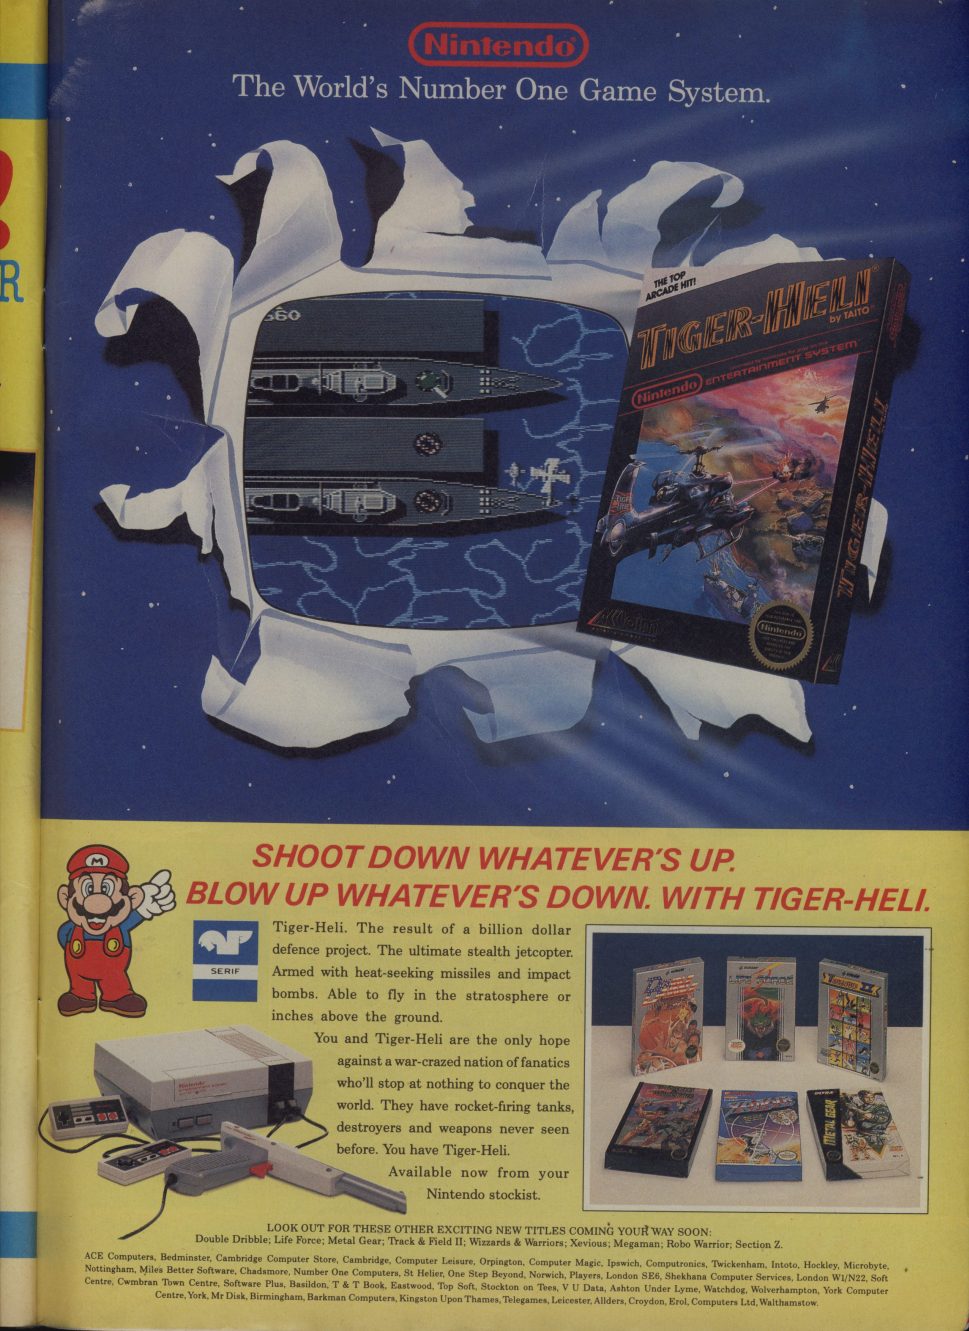 Nintendo
The World's Number One Game System.
R
THE TOP
ARCADE HIT!
TIGER-HELI
by TAITO
Nintendo ENTERTAINMENT SYSTEM
TIGER-HELI
Nintendo
M
SHOOT DOWN WHATEVER'S UP.
BLOW UP WHATEVER'S DOWN. WITH TIGER-HELI.
SERIF
Tiger-Heli. The result of a billion dollar
defence project. The ultimate stealth jetcopter.
Armed with heat-seeking missiles and impact
bombs. Able to fly in the stratosphere or
inches above the ground.
You and Tiger-Heli are the only hope
against a war-crazed nation of fanatics
who'll stop at nothing to conquer the
world. They have rocket-firing tanks,
destroyers and weapons never seen
before. You have Tiger-Heli.
Available now from your
Nintendo stockist.
Nintendo
METAL GEAR
LOOK OUT FOR THESE OTHER EXCITING NEW TITLES COMING YOUR WAY SOON:
Double Dribble; Life Force; Metal Gear; Track & Field II; Wizzards & Warriors; Xevious; Megaman; Robo Warrior; Section Z.
ACE Computers, Bedminster, Cambridge Computer Store, Cambridge, Computer Leisure, Orpington, Computer Magic, Ipswich, Computronics, Twickenham, Intoto, Hockley, Microbyte,
Nottingham, Miles Better Software, Chadsmore, Number One Computers, St Helier, One Step Beyond, Norwich, Players, London SE6, Shekhana Computer Services, London W1/N22, Soft
Centre, Cwmbran Town Centre, Software Plus, Basildon, T & T Book, Eastwood, Top Soft, Stockton on Tees, V U Data, Ashton Under Lyme, Watchdog, Wolverhampton, York Computer
Centre, York, Mr Disk, Birmingham, Barkman Computers, Kingston Upon Thames, Telegames, Leicester, Allders, Croydon, Erol, Computers Ltd, Walthamstow.